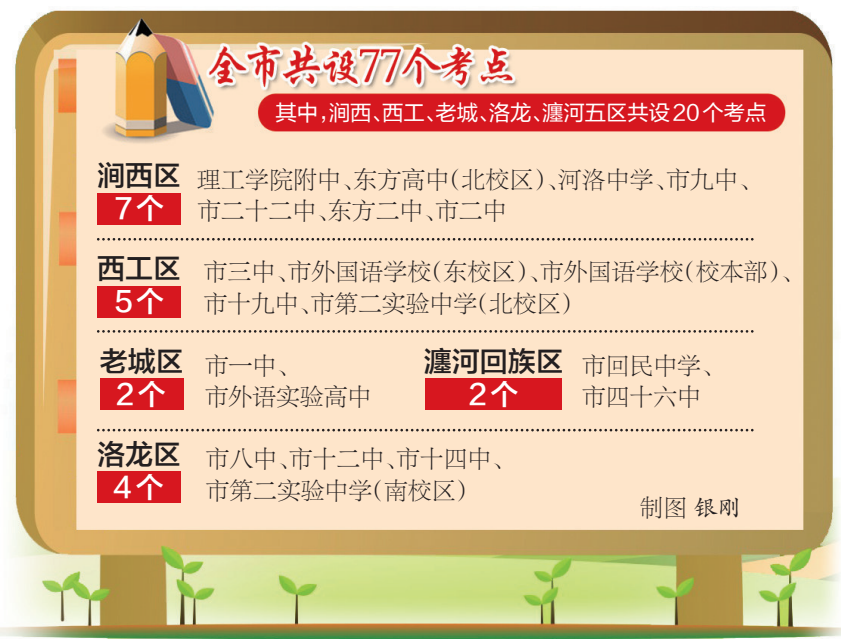 全市共设77个考点
其中,涧西、西工、老城、洛龙、瀍河五区共设20个考点
涧西区
7个
理工学院附中、东方高中(北校区)、河洛中学、市九中、
市二十二中、东方二中、市二中
西工区
5个
市三中、市外国语学校(东校区)、市外国语学校(校本部)、
市十九中、市第二实验中学(北校区)
老城区
2个
市一中、
市外语实验高中
瀍河回族区
2个
市回民中学、
市四十六中
洛龙区
4个
市八中、市十二中、市十四中、
市第二实验中学(南校区)
制图 银刚